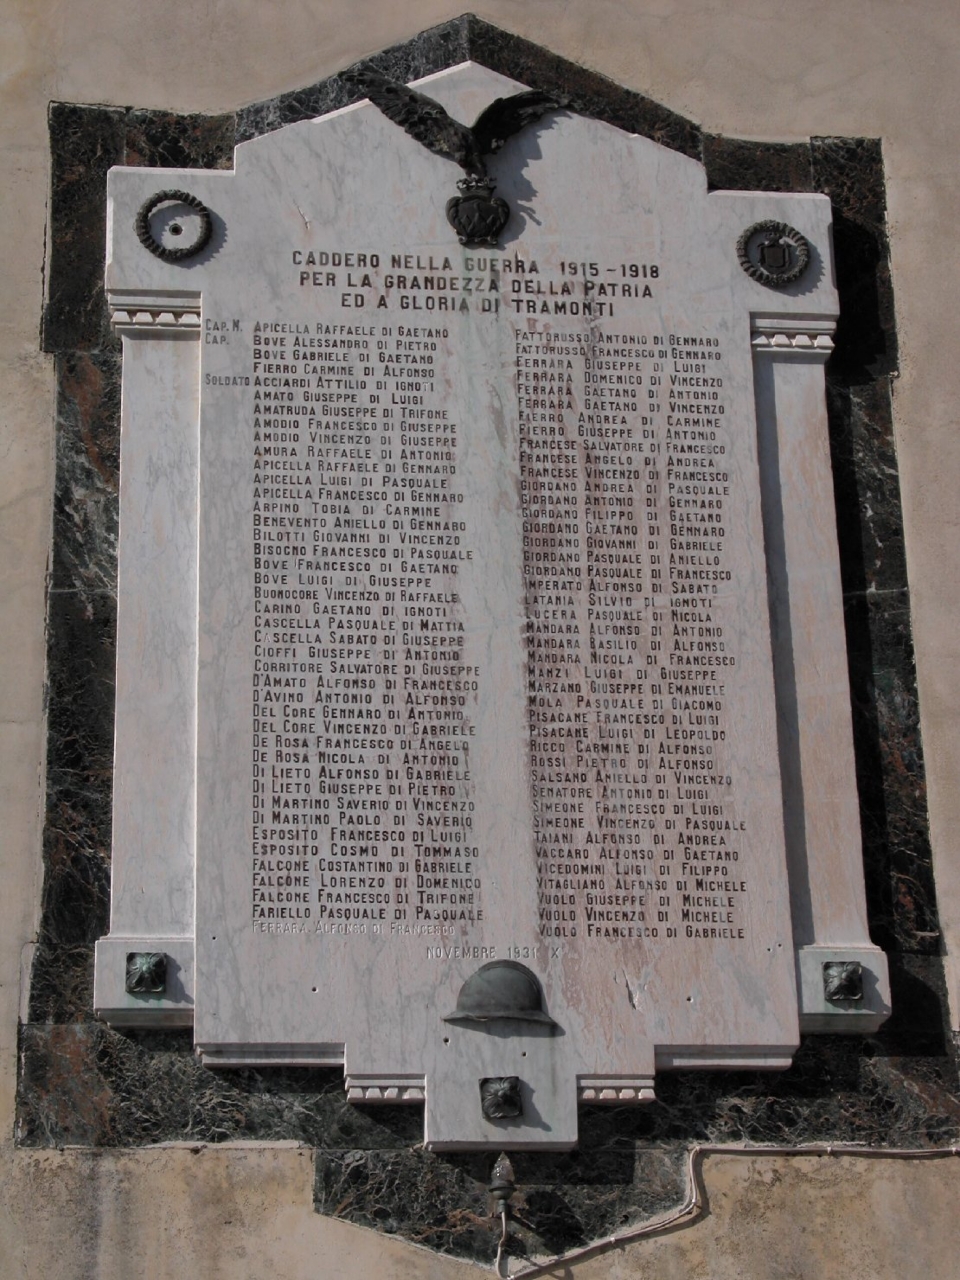 CADDERO NELLA GUERRA 1915-1918
PER LA GRANDEZZA DELLA PATRIA
ED A GLORIA DI TRAMONTI
CAP. M. APICELLA RAFFAELE DI GAETANO
CAP. BOVE ALESSANDRO DI PIETRO
BOVE GABRIELE DI GAETANO
FIERRO CARMINE DI ALFONSO
SOLDATO ACCIARDI ATTILIO DI IGNOTI
AMATO GIUSEPPE DI LUIGI
AMATRUDA GIUSEPPE DI TRIFONE
AMODIO FRANCESCO DI GIUSEPPE
AMODIO VINCENZO DI GIUSEPPE
AMURA RAFFAELE DI ANTONIO
APICELLA RAFFAELE DI GENNARO
APICELLA LUIGI DI PASQUALE
APICELLA FRANCESCO DI GENNARO
ARPINO TOBIA DI CARMINE
BENEVENTO ANIELLO DI GENNARO
BILOTTI GIOVANNI DI VINCENZO
BISOGNO FRANCESCO DI PASQUALE
BOVE FRANCESCO DI GAETANO
BOVE LUIGI DI GIUSEPPE
BUONOCORE VINCENZO DI RAFFAELE
CARINO GAETANO DI IGNOTI
CASCELLA PASQUALE DI MATTIA
CASCELLA SABATO DI GIUSEPPE
CIOFFI GIUSEPPE DI ANTONIO
CORRITORE SALVATORE DI GIUSEPPE
D'AMATO ALFONSO DI FRANCESCO
D'AVINO ANTONIO DI ALFONSO
DEL CORE GENNARO DI ANTONIO
DEL CORE VINCENZO DI GABRIELE
DE ROSA FRANCESCO DI ANGELO
DE ROSA NICOLA DI ANTONIO
DI LIETO ALFONSO DI GABRIELE
DI LIETO GIUSEPPE DI PIETRO
DI MARTINO SAVERIO DI VINCENZO
DI MARTINO PAOLO DI SAVERIO
ESPOSITO FRANCESCO DI LUIGI
ESPOSITO COSMO DI TOMMASO
FALCONE COSTANTINO DI GABRIELE
FALCONE LORENZO DI DOMENICO
FALCONE FRANCESCO DI TRIFONE
FARIELLO PASQUALE DI PASQUALE
FERRARA ALFONSO DI FRANCESCO
FATTORUSSO ANTONIO DI GENNARO
FATTORUSO FRANCESCO DI GENNARO
FERRARA GIUSEPPE DI LUIGI
FERRARA DOMENICO DI VINCENZO
FERRARA GAETANO DI ANTONIO
FERRARA GAETANO DI VINCENZO
FIERRO ANDREA DI CARMINE
FIERRO GIUSEPPE DI ANTONIO
FRANCESE SALVATORE DI FRANCESCO
FRANCESE ANGELO DI ANDREA
FRANCESE VINCENZO DI FRANCESCO
GIORDANO ANDREA DI PASQUALE
GIORDANO ANTONIO DI GENNARO
GIORDANO FILIPPO DI GAETANO
GIORDANO GAETANO DI GENNARO
GIORDANO GIOVANNI DI GABRIELE
GIORDANO PASQUALE DI ANIELLO
GIORDANO PASQUALE DI FRANCESCO
IMPERATO ALFONSO DI SABATO
LATANIA SILVIO DI IGNOTI
LUCERA PASQUALE DI NICOLA
MANDARA ALFONSO DI ANTONIO
MANDARA BASILIO DI ALFONSO
MANDARA NICOLA DI FRANCESCO
MANZI LUIGI DI GIUSEPPE
MARZANO GIUSEPPE DI EMANUELE
MOLA PASQUALE DI GIACOMO
PISACANE FRANCESCO DI LUIGI
PISACANE LUIGI DI LEOPOLDO
RICCO CARMINE DI ALFONSO
ROSSI PIETRO DI ALFONSO
SALSANO ANIELLO DI VINCENZO
SENATORE ANTONIO DI LUIGI
SIMEONE FRANCESCO DI LUIGI
SIMEONE VINCENZO DI PASQUALE
TAIANI ALFONSO DI ANDREA
VACCARO ALFONSO DI GAETANO
VICEDOMINI LUIGI DI FILIPPO
VITAGLIANO ALFONSO DI MICHELE
VUOLO GIUSEPPE DI MICHELE
VUOLO VINCENZO DI MICHELE
VUOLO FRANCESCO DI GABRIELE
NOVEMBRE 1931 X